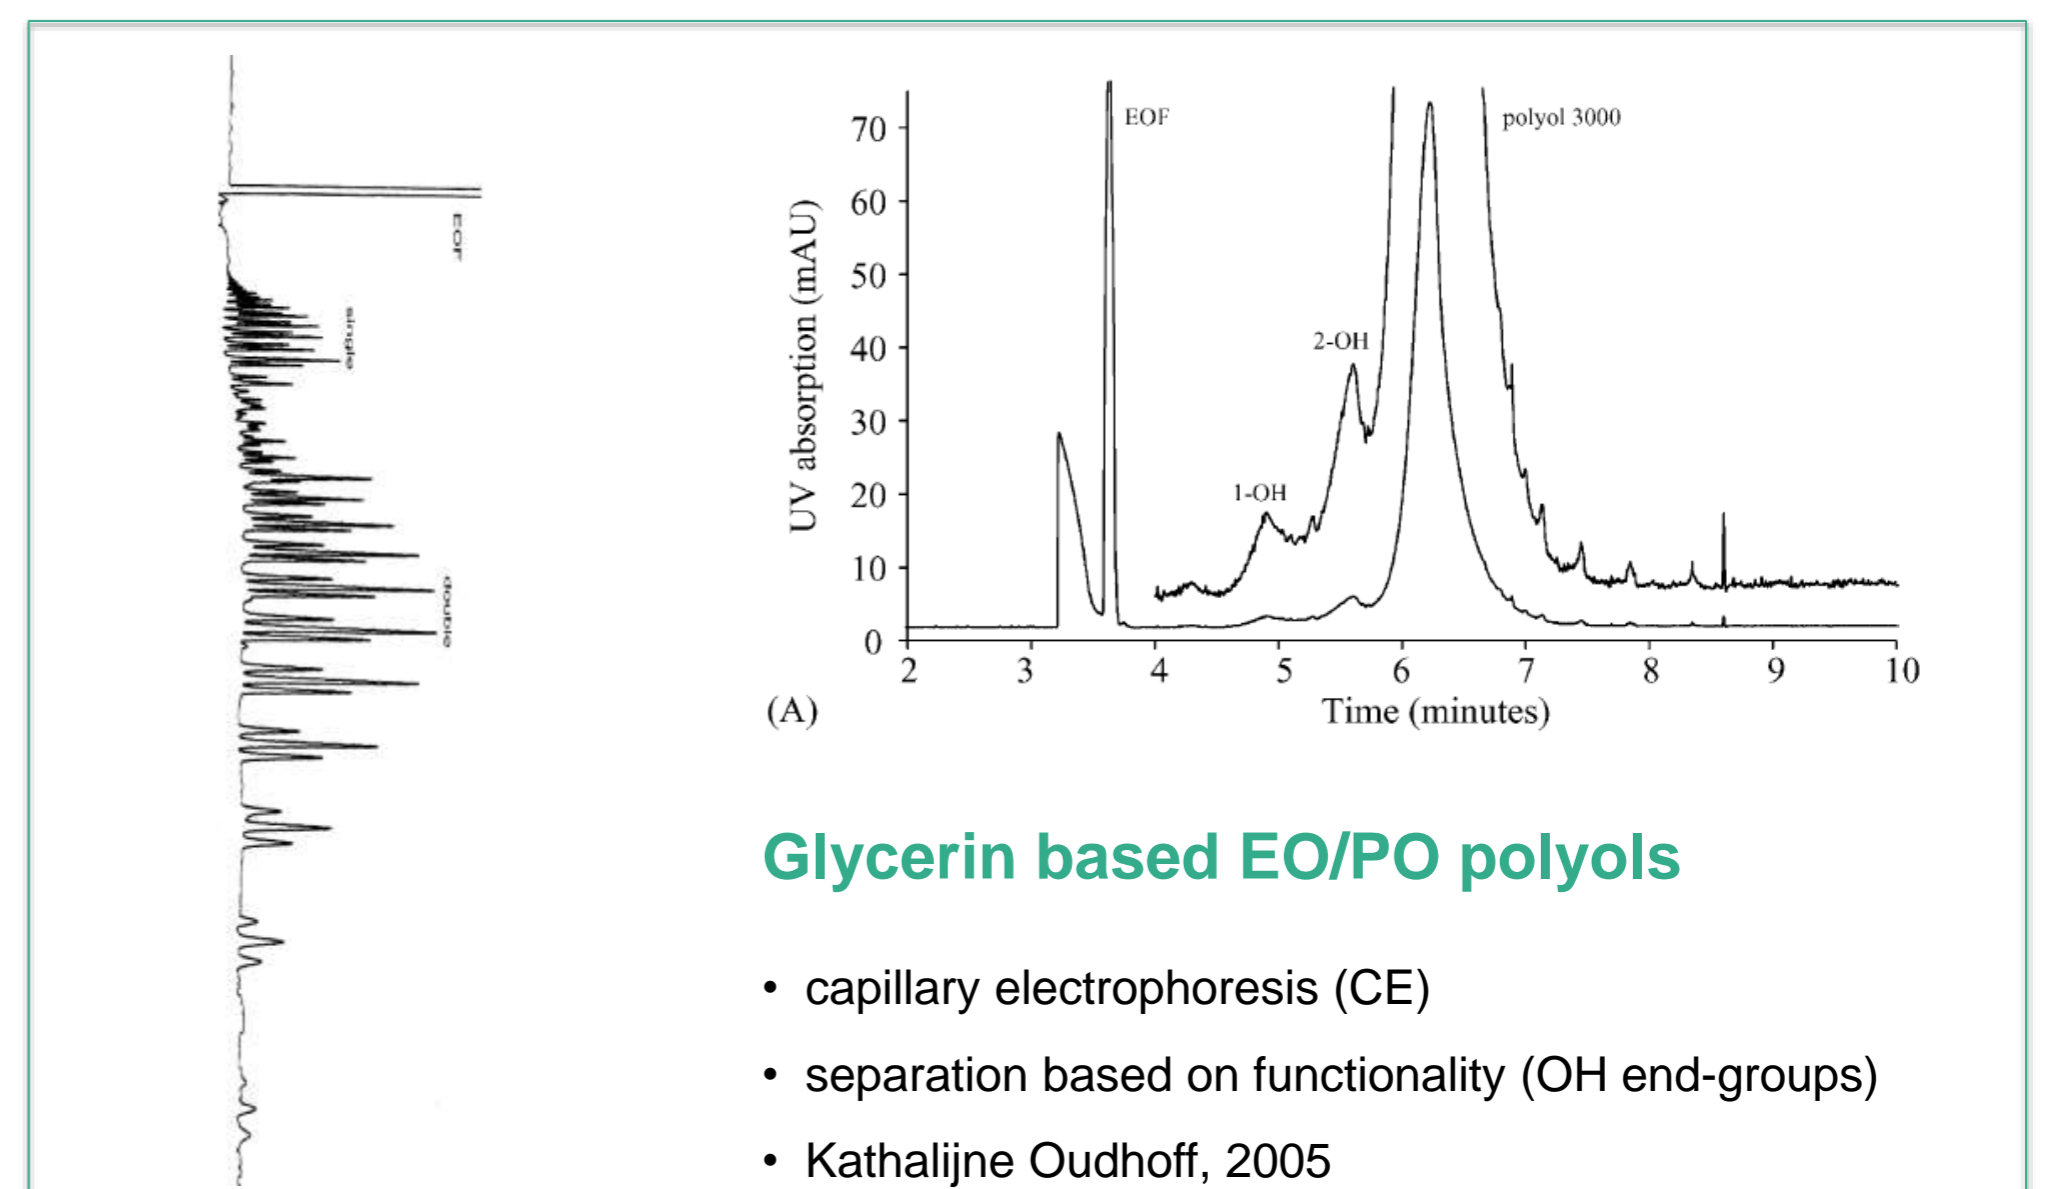 EOF
single
double
70
60
50
40
30
20
10
0
UV absorption (mAU)
EOF
polyol 3000
2-OH
1-OH
2 3 4 5 6 7 8 9 10
(A)
Time (minutes)
Glycerin based EO/PO polyols
• capillary electrophoresis (CE)
• separation based on functionality (OH end-groups)
• Kathalijne Oudhoff, 2005